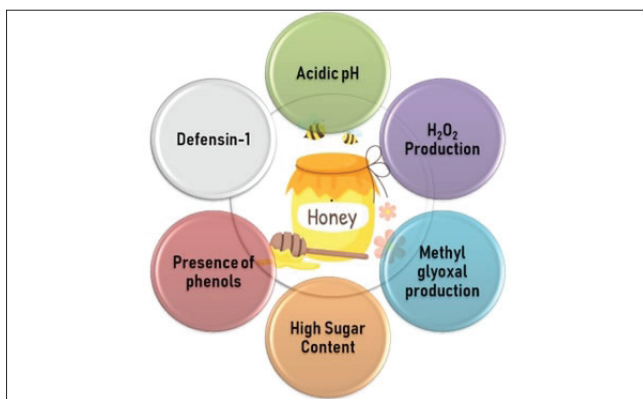 Acidic pH
H₂O₂
Production
Defensin-1
Honey
Presence of
phenols
Methyl
glyoxal
production
High Sugar
Content